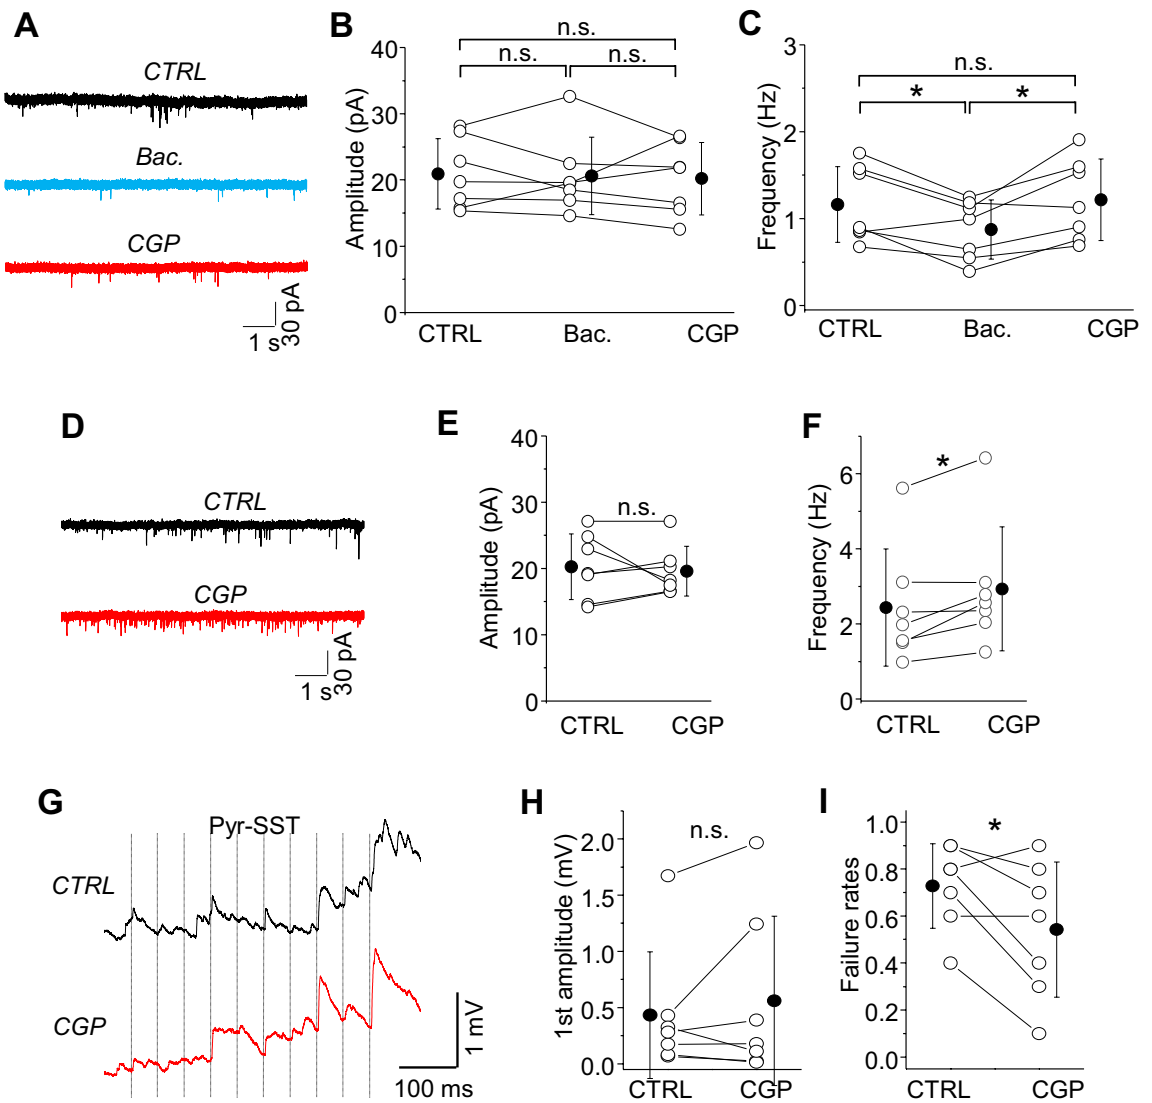 A
CTRL
Bac.
CGP
1 s
30 pA
B
n.s.
n.s.
n.s.
Amplitude (pA)
40
30
20
10
0
CTRL
Bac.
CGP
C
n.s.
*
*
Frequency (Hz)
3
2
1
0
CTRL
Bac.
CGP
D
CTRL
CGP
1 s
30 pA
E
n.s.
Amplitude (pA)
40
30
20
10
0
CTRL
CGP
F
*
Frequency (Hz)
6
4
2
0
CTRL
CGP
G
Pyr-SST
CTRL
CGP
1 mV
100 ms
H
n.s.
1st amplitude (mV)
2.0
1.5
1.0
0.5
0.0
CTRL
CGP
I
*
Failure rates
1.0
0.8
0.6
0.4
0.2
0.0
CTRL
CGP